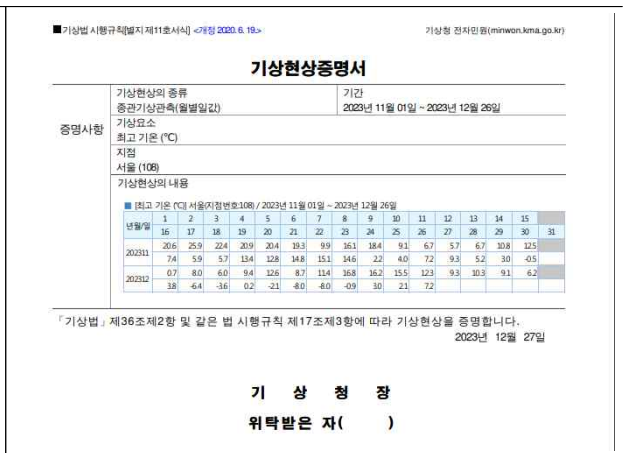 ■기상법 시행규칙[별지 제11호서식] <개정 2020. 6. 19.>
기상청 전자민원(minwon.kma.go.kr)
기상현상증명서
증명사항
기상현상의 종류
종관기상관측(월별일값)
기간
2023년 11월 01일 ~ 2023년 12월 26일
기상요소
최고 기온 (℃)
지점
서울 (108)
기상현상의 내용
■ [최고 기온 (℃)] 서울(지점번호:108) / 2023년 11월 01일 ~ 2023년 12월 26일
년월/일 1 2 3 4 5 6 7 8 9 10 11 12 13 14 15
16 17 18 19 20 21 22 23 24 25 26 27 28 29 30 31
202311 20.6 25.9 22.4 20.9 20.4 19.3 9.9 16.1 18.4 9.1 6.7 5.7 6.7 10.8 12.5
7.4 5.9 5.7 13.4 12.8 14.8 15.1 14.6 2.2 4.0 7.2 9.3 5.2 3.0 -0.5
202312 0.7 8.0 6.0 9.4 12.6 8.7 11.4 16.8 16.2 15.5 12.3 9.3 10.3 9.1 6.2
3.8 -6.4 -3.6 0.2 -2.1 -8.0 -8.0 -0.9 3.0 2.1 7.2
「기상법」제36조제2항 및 같은 법 시행규칙 제17조제3항에 따라 기상현상을 증명합니다.
2023년 12월 27일
기 상 청 장
위탁받은 자( )